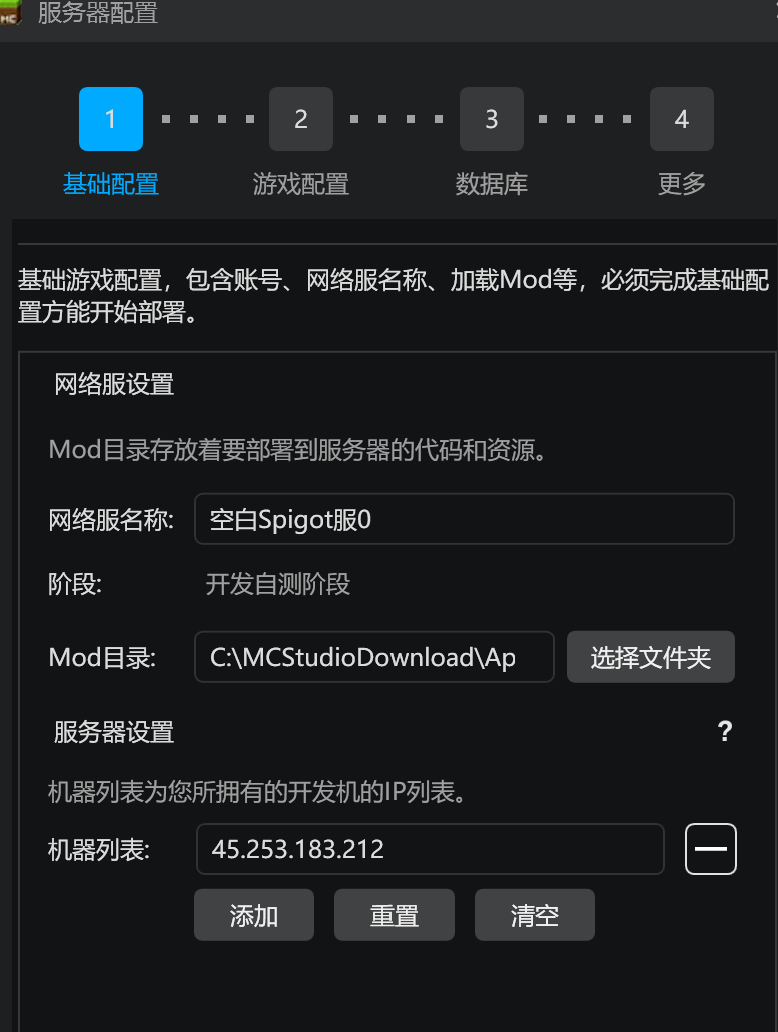 MC 服务器配置
1 2 3 4
基础配置 游戏配置 数据库 更多
基础游戏配置，包含账号、网络服名称、加载Mod等，必须完成基础配
置方能开始部署。
网络服设置
Mod目录存放着要部署到服务器的代码和资源。
网络服名称: 空白Spigot服0
阶段: 开发自测阶段
Mod目录: C:\MCStudioDownload\Ap 选择文件夹
服务器设置 ?
机器列表为您所拥有的开发机的IP列表。
机器列表: 45.253.183.212
添加 重置 清空